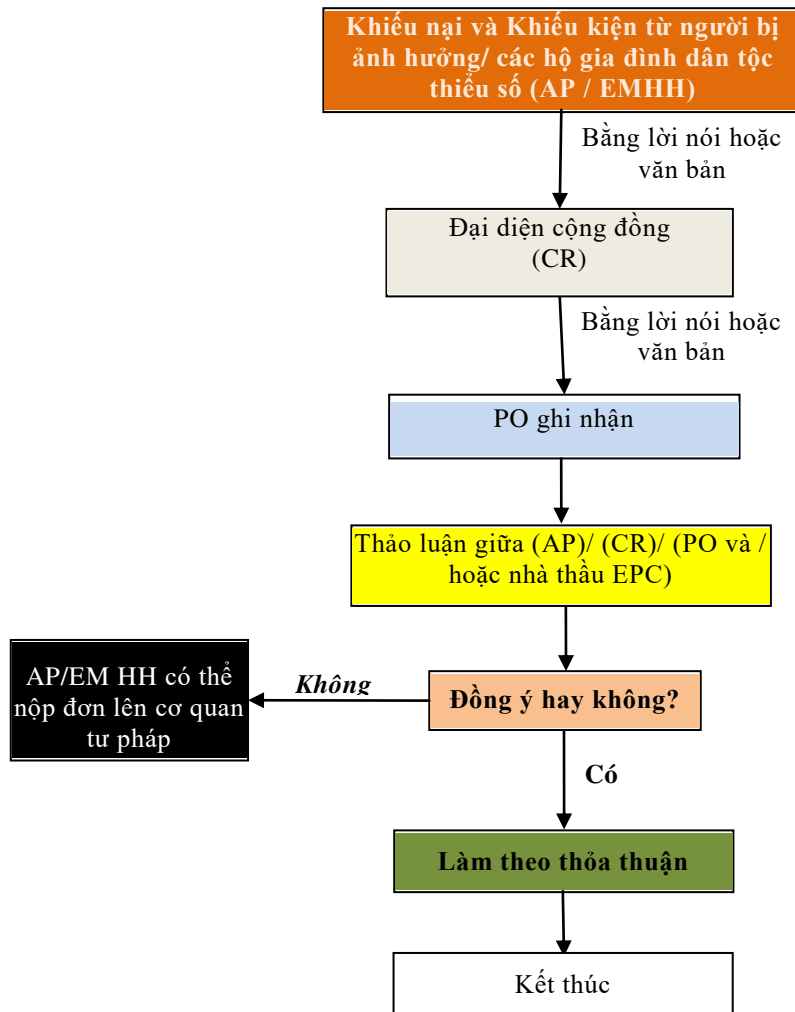 Khiếu nại và Khiếu kiện từ người bị
ảnh hưởng/ các hộ gia đình dân tộc
thiểu số (AP / EMHH)
Bằng lời nói hoặc
văn bản
Đại diện cộng đồng
(CR)
Bằng lời nói hoặc
văn bản
PO ghi nhận
Thảo luận giữa (AP)/ (CR)/ (PO và /
hoặc nhà thầu EPC)
Đồng ý hay không?
Không
AP/EM HH có thể
nộp đơn lên cơ quan
tư pháp
Có
Làm theo thỏa thuận
Kết thúc